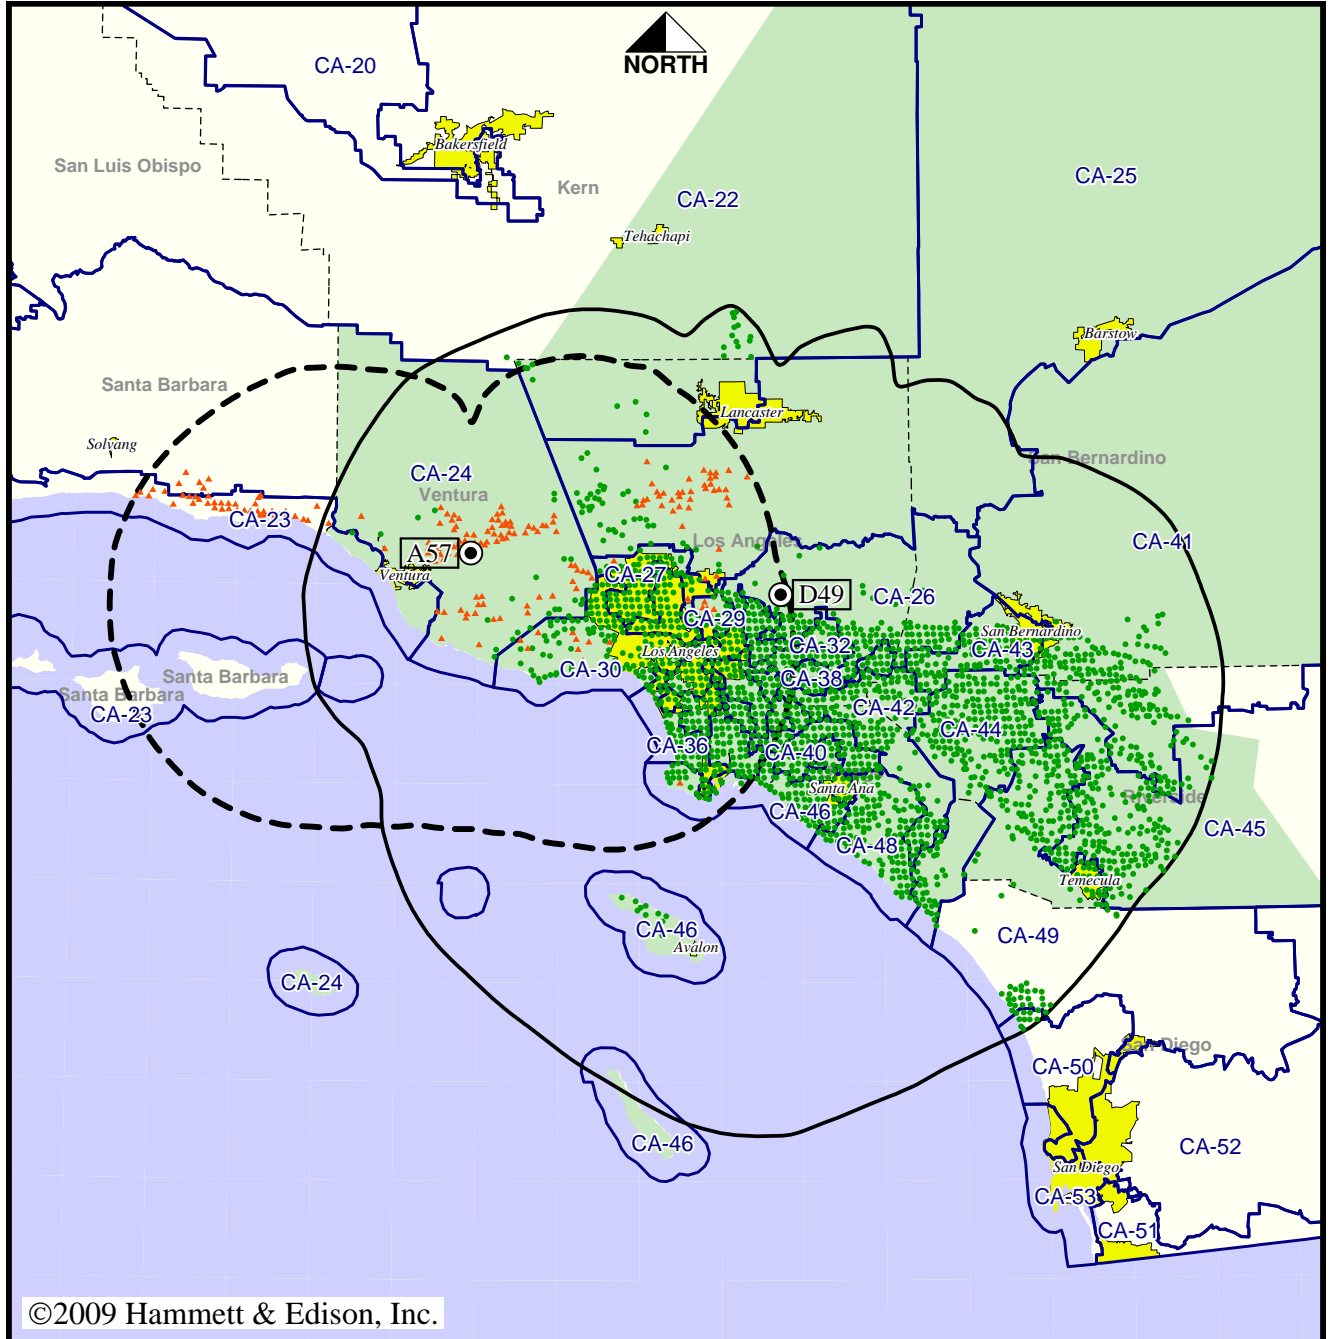 NORTH
CA-20
Bakersfield
San Luis Obispo
Kern
CA-22
CA-25
Tehachapi
Barstow
Santa Barbara
Lancaster
Solvang
San Bernardino
CA-24
Ventura
CA-23
Los Angeles
CA-41
A57
Ventura
CA-27
D49
CA-26
CA-29
San Bernardino
CA-32
CA-43
Los Angeles
CA-30
CA-38
Santa Barbara
Santa Barbara
CA-23
CA-42
CA-44
CA-36
CA-40
Santa Ana
Riverside
CA-46
CA-45
CA-48
Temecula
CA-46
CA-49
Avalon
CA-24
San Diego
CA-50
CA-46
CA-52
San Diego
CA-53
CA-51
©2009 Hammett & Edison, Inc.